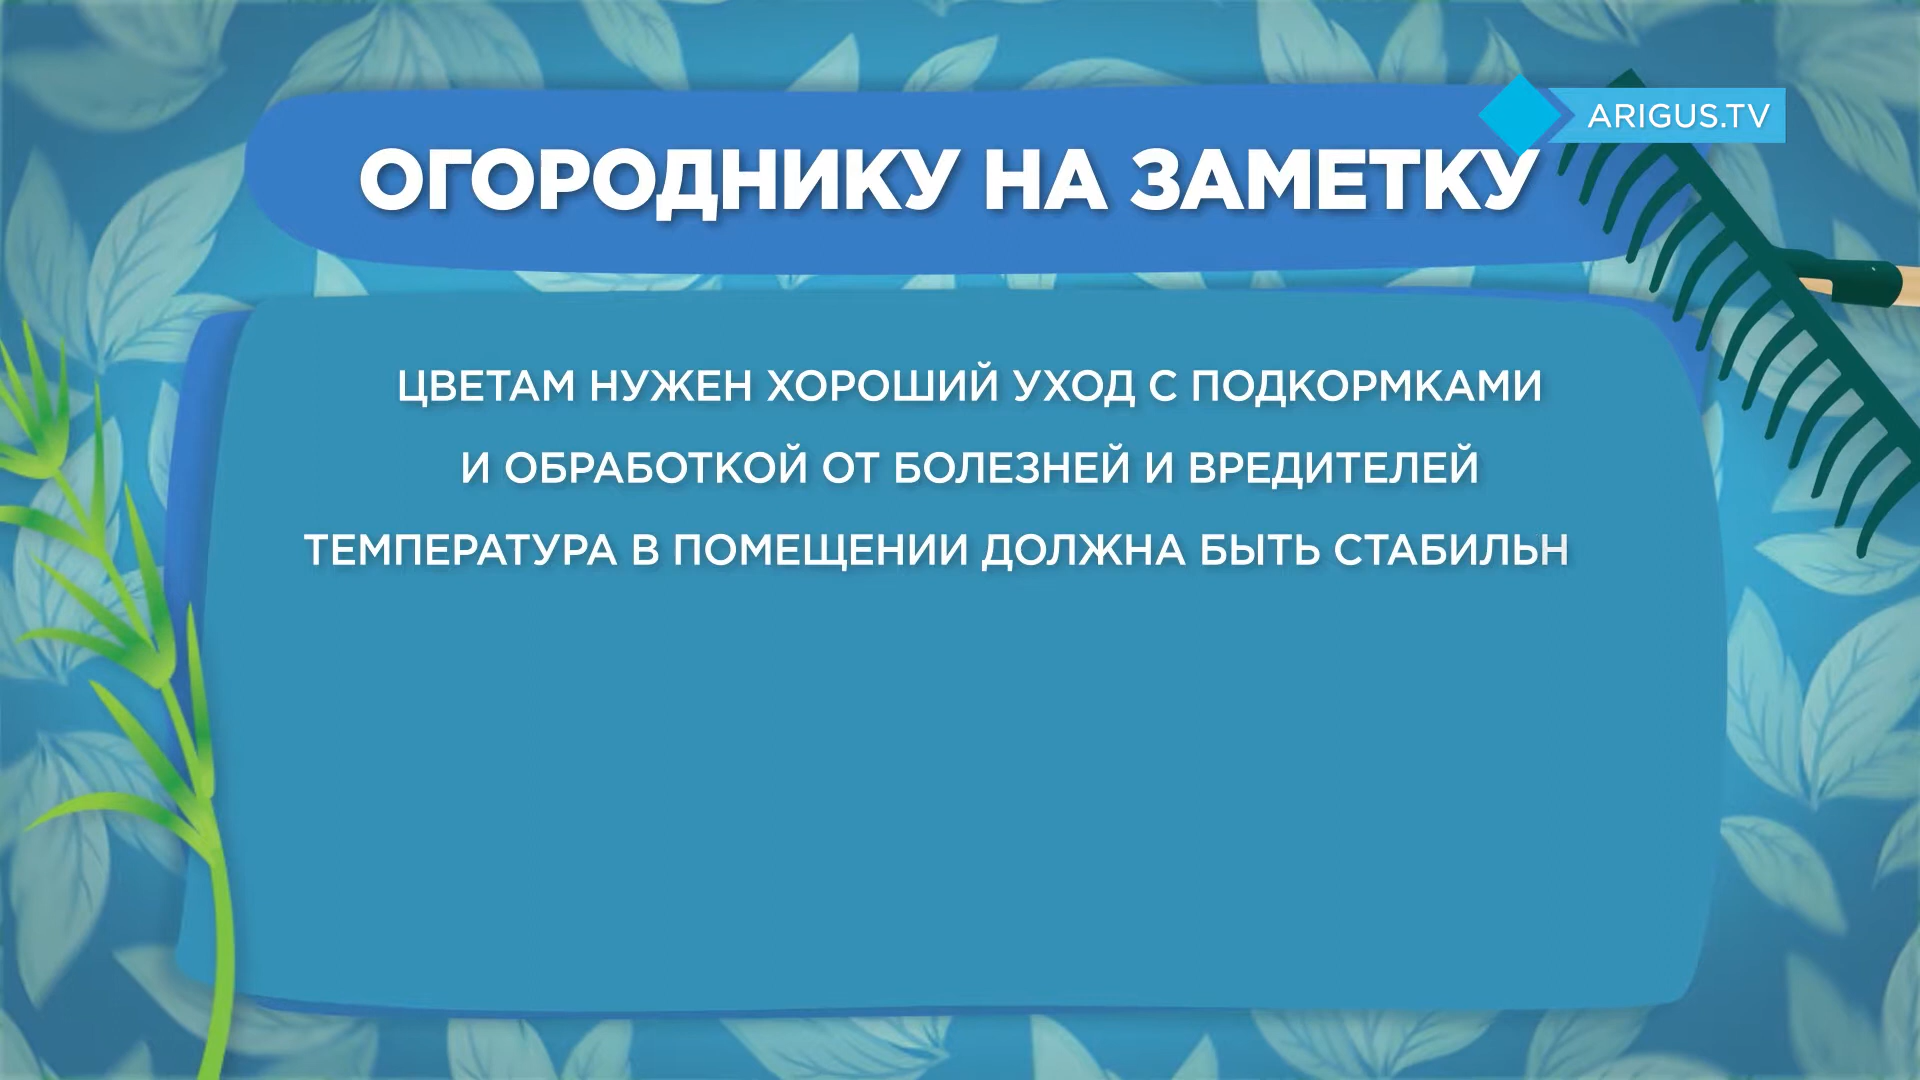 ARIGUS.TV
ОГОРОДНИКУ НА ЗАМЕТКУ
ЦВЕТАМ НУЖЕН ХОРОШИЙ УХОД С ПОДКОРМКАМИ
И ОБРАБОТКОЙ ОТ БОЛЕЗНЕЙ И ВРЕДИТЕЛЕЙ
ТЕМПЕРАТУРА В ПОМЕЩЕНИИ ДОЛЖНА БЫТЬ СТАБИЛЬН